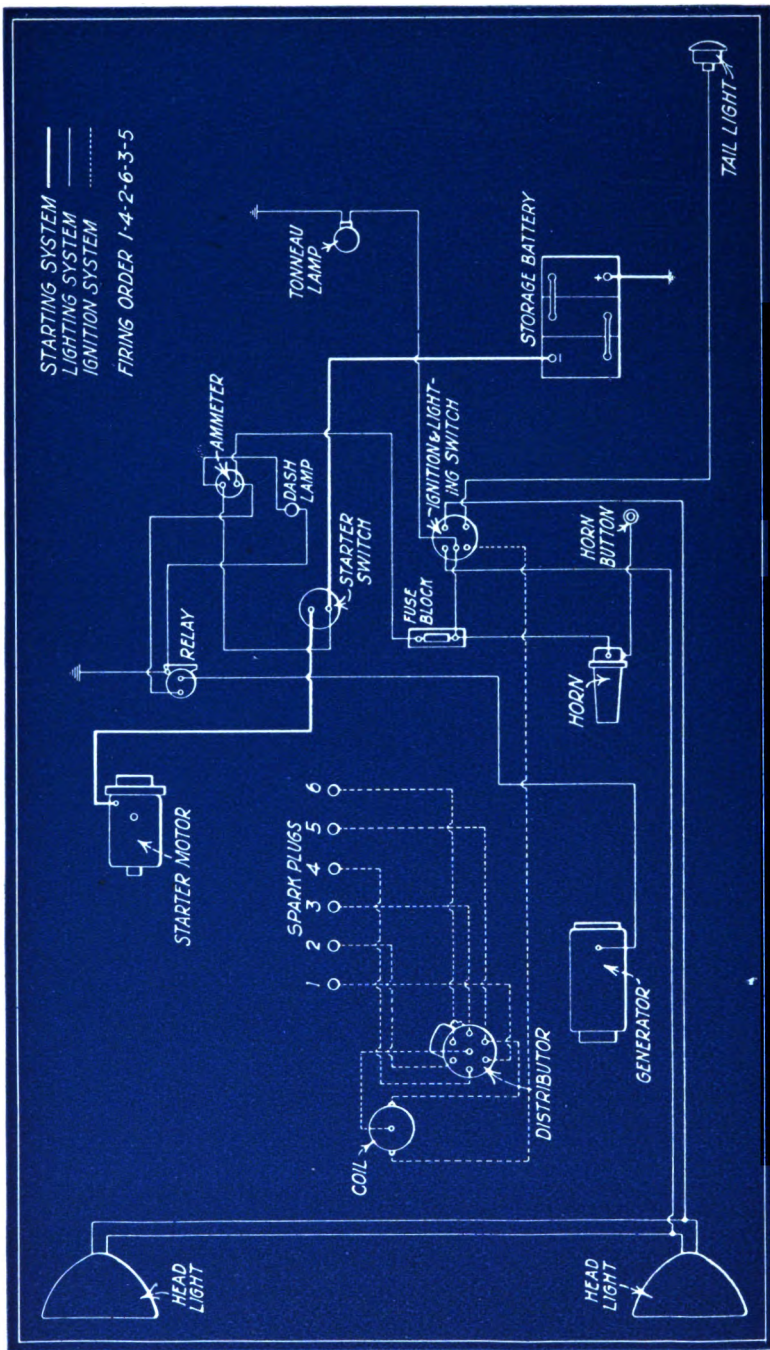 STARTING SYSTEM
LIGHTING SYSTEM
IGNITION SYSTEM
FIRING ORDER 1-4-2-6-3-5
HEAD
LIGHT
STARTER MOTOR
RELAY
AMMETER
DASH
LAMP
TONNEAU
LAMP
SPARK PLUGS
1 2 3 4 5 6
STARTER
SWITCH
COIL
DISTRIBUTOR
FUSE
BLOCK
IGNITION & LIGHT-
ING SWITCH
STORAGE BATTERY
- +
HORN
HORN
BUTTON
GENERATOR
HEAD
LIGHT
TAIL LIGHT